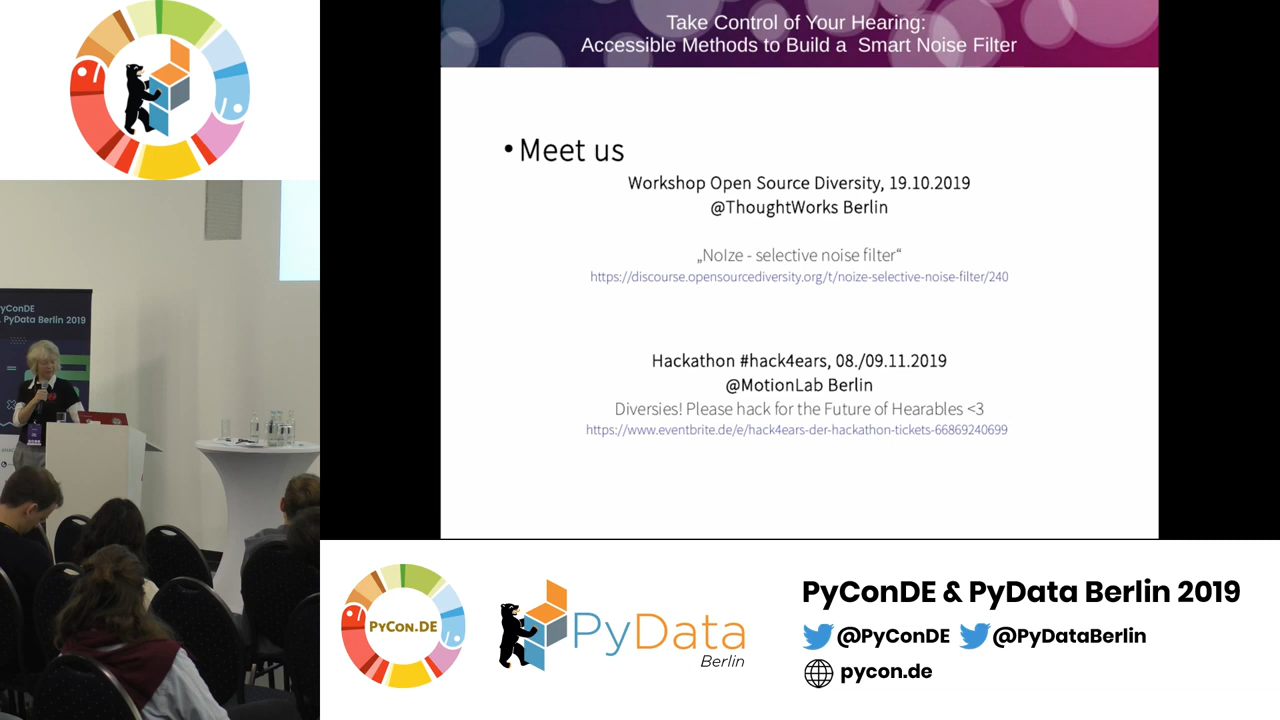 Take Control of Your Hearing:
Accessible Methods to Build a Smart Noise Filter
• Meet us
Workshop Open Source Diversity, 19.10.2019
@ThoughtWorks Berlin
„NoIze - selective noise filter“
https://discourse.opensourcediversity.org/t/noize-selective-noise-filter/240
Hackathon #hack4ears, 08./09.11.2019
@MotionLab Berlin
Diversies! Please hack for the Future of Hearables <3
https://www.eventbrite.de/e/hack4ears-der-hackathon-tickets-66869240699
yConDE
PyData Berlin 2019
PyCon.DE
PyData
Berlin
PyConDE & PyData Berlin 2019
@PyConDE @PyDataBerlin
pycon.de